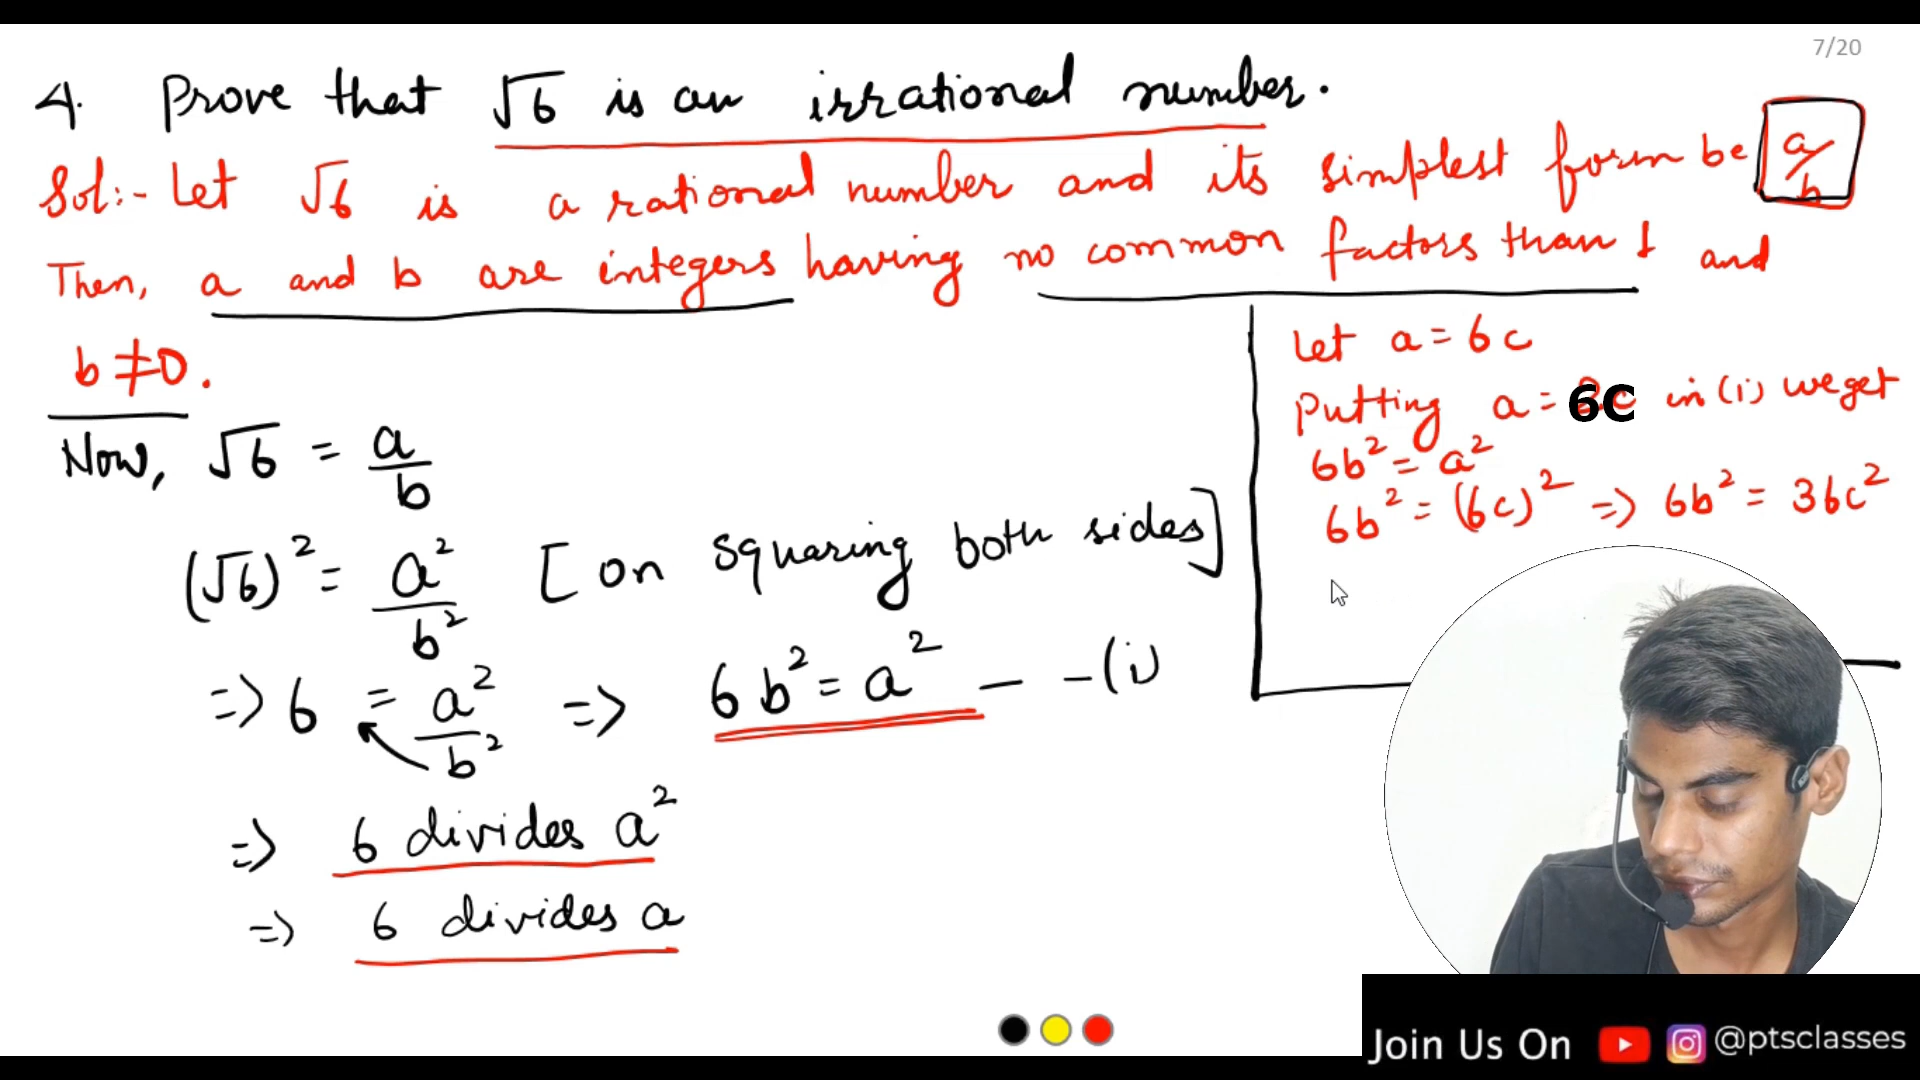 7/20
4. Prove that √6 is an irrational number.
Sol:- Let √6 is a rational number and its simplest form be a/b
Then, a and b are integers having no common factors than 1 and
b ≠ 0.
Now, √6 = a/b
(√6)² = a²/b² [on squaring both sides]
=> 6 = a²/b² => 6b² = a² - -(i)
=> 6 divides a²
=> 6 divides a
Let a = 6c
Putting a = 6C in (i) we get
6b² = a²
6b² = (6c)² => 6b² = 36c²
Join Us On @ptsclasses